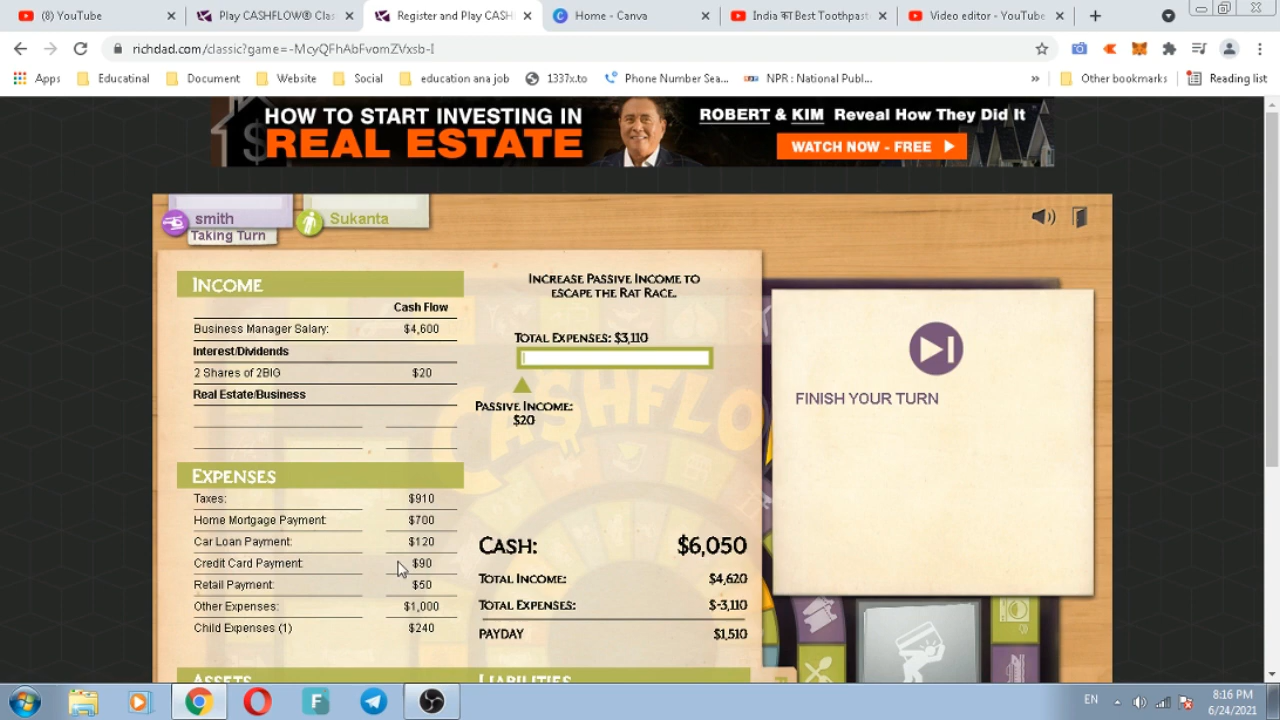 (8) YouTube
Play CASHFLOW® Clas
Register and Play CASH
Home - Canva
India का Best Toothpast
Video editor - YouTube
richdad.com/classic?game=-McyQFhAbFvomZVxsb-I
Apps
Educatinal
Document
Website
Social
education ana job
1337x.to
Phone Number Sea...
NPR : National Publ...
»
Other bookmarks
Reading list
HOW TO START INVESTING IN
REAL ESTATE
ROBERT & KIM Reveal How They Did It
WATCH NOW - FREE
smith
Taking Turn
Sukanta
INCOME
Cash Flow
Business Manager Salary: $4,600
Interest/Dividends
2 Shares of 2BIG $20
Real Estate/Business
EXPENSES
Taxes: $910
Home Mortgage Payment: $700
Car Loan Payment: $120
Credit Card Payment: $90
Retail Payment: $50
Other Expenses: $1,000
Child Expenses (1) $240
ASSETS
INCREASE PASSIVE INCOME TO
ESCAPE THE RAT RACE.
TOTAL EXPENSES: $3,110
PASSIVE INCOME:
$20
CASHFLO
CASH: $6,050
TOTAL INCOME: $4,620
TOTAL EXPENSES: $-3,110
PAYDAY $1,510
LIABILITIES
FINISH YOUR TURN
EN
8:16 PM
6/24/2021